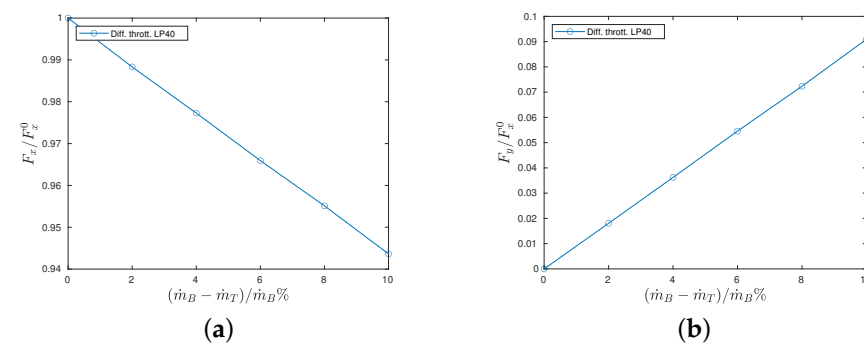 1
0.99
0.98
0.97
0.96
0.95
0.94
Diff. thrott. LP40
F_x/F_x^0
0 2 4 6 8 10
(ṁ_B − ṁ_T)/ṁ_B%
(a)
0.1
0.09
0.08
0.07
0.06
0.05
0.04
0.03
0.02
0.01
0
Diff. thrott. LP40
F_y/F_x^0
0 2 4 6 8
(ṁ_B − ṁ_T)/ṁ_B%
(b)